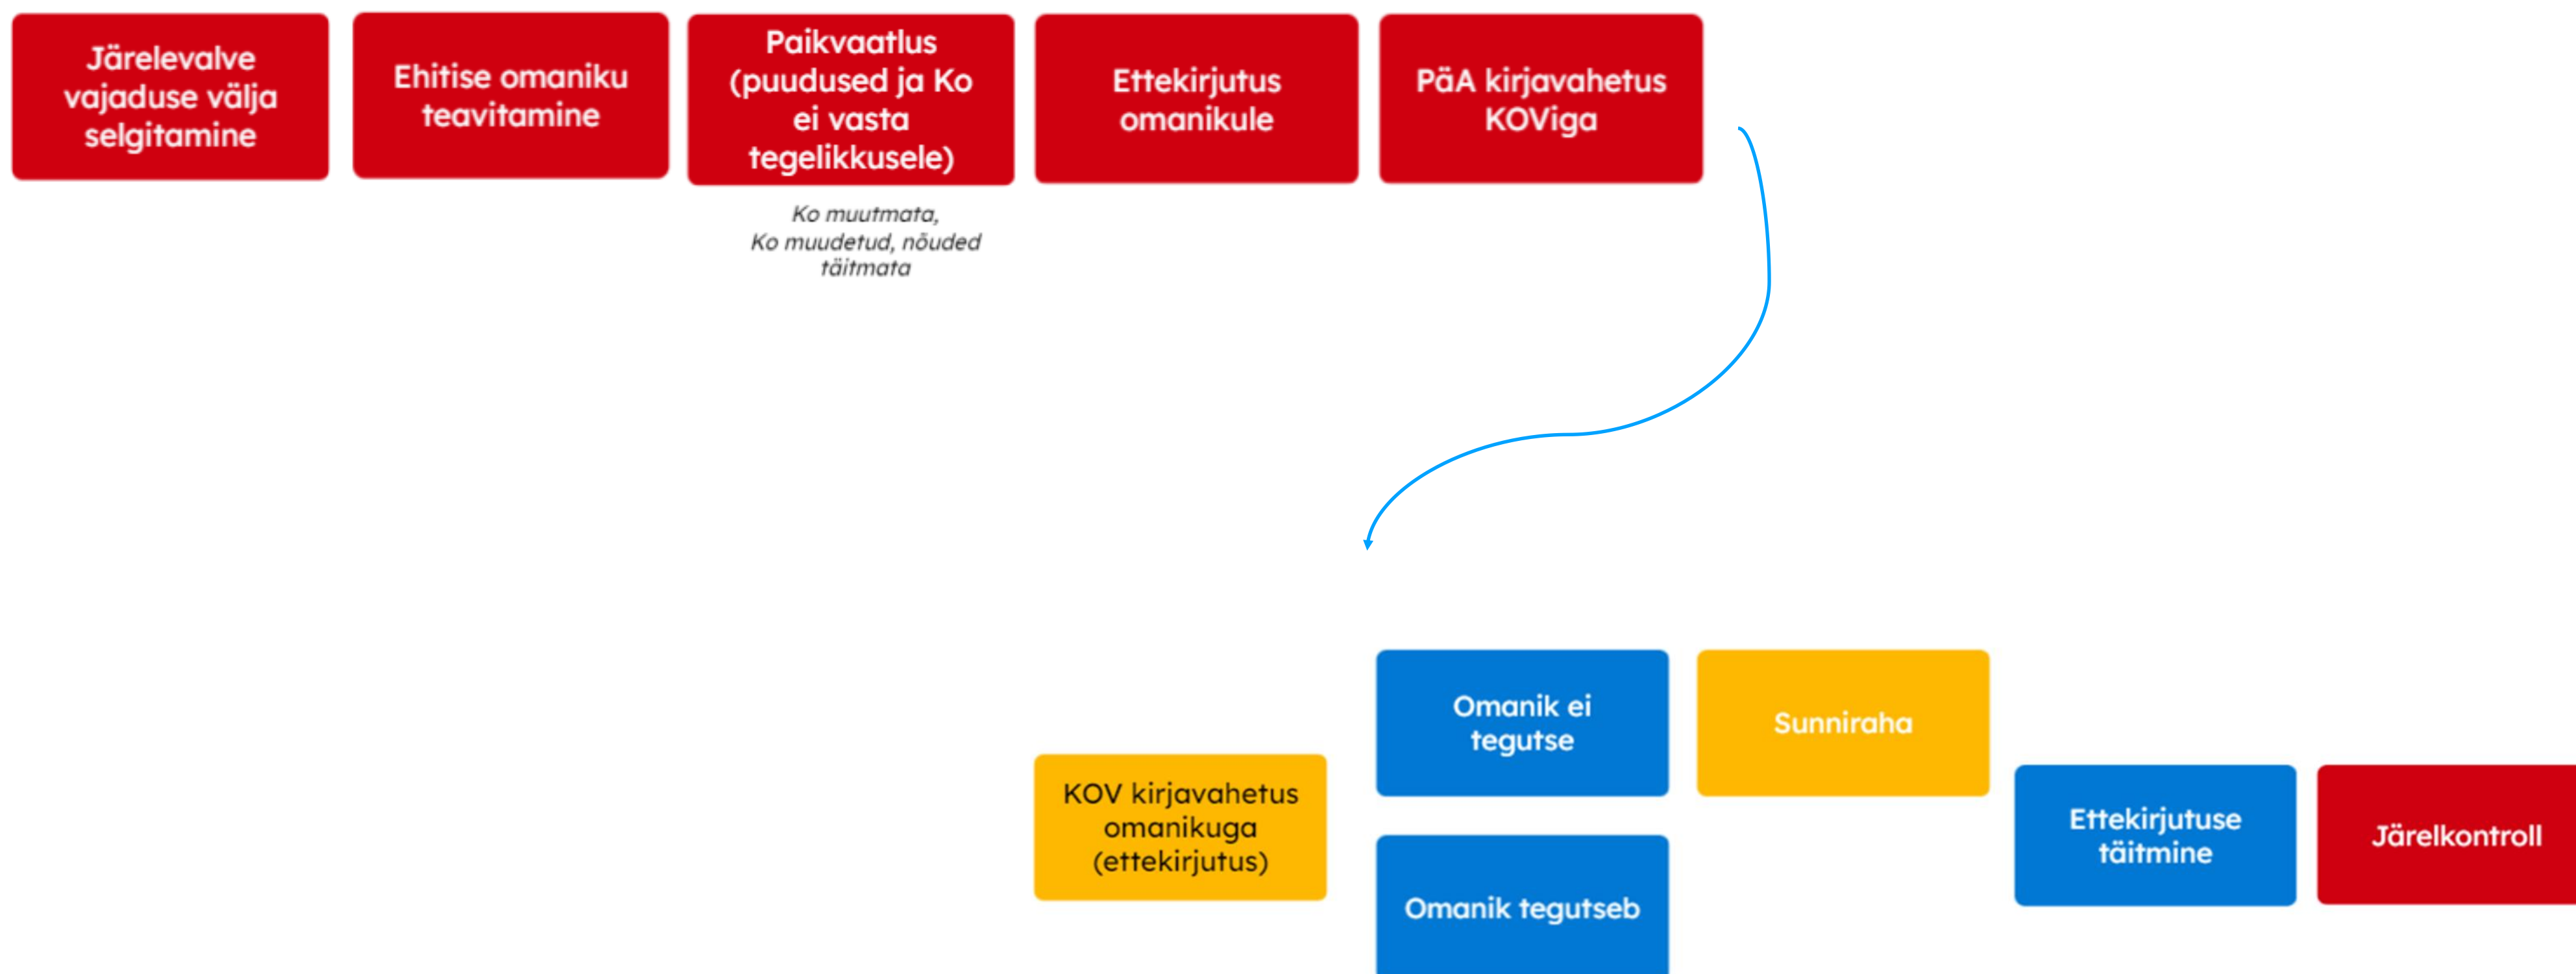 Järelevalve
vajaduse välja
selgitamine
Ehitise omaniku
teavitamine
Paikvaatlus
(puudused ja Ko
ei vasta
tegelikkusele)
Ko muutmata,
Ko muudetud, nõuded
täitmata
Ettekirjutus
omanikule
PäA kirjavahetus
KOViga
KOV kirjavahetus
omanikuga
(ettekirjutus)
Omanik ei
tegutse
Sunniraha
Omanik tegutseb
Ettekirjutuse
täitmine
Järelkontroll